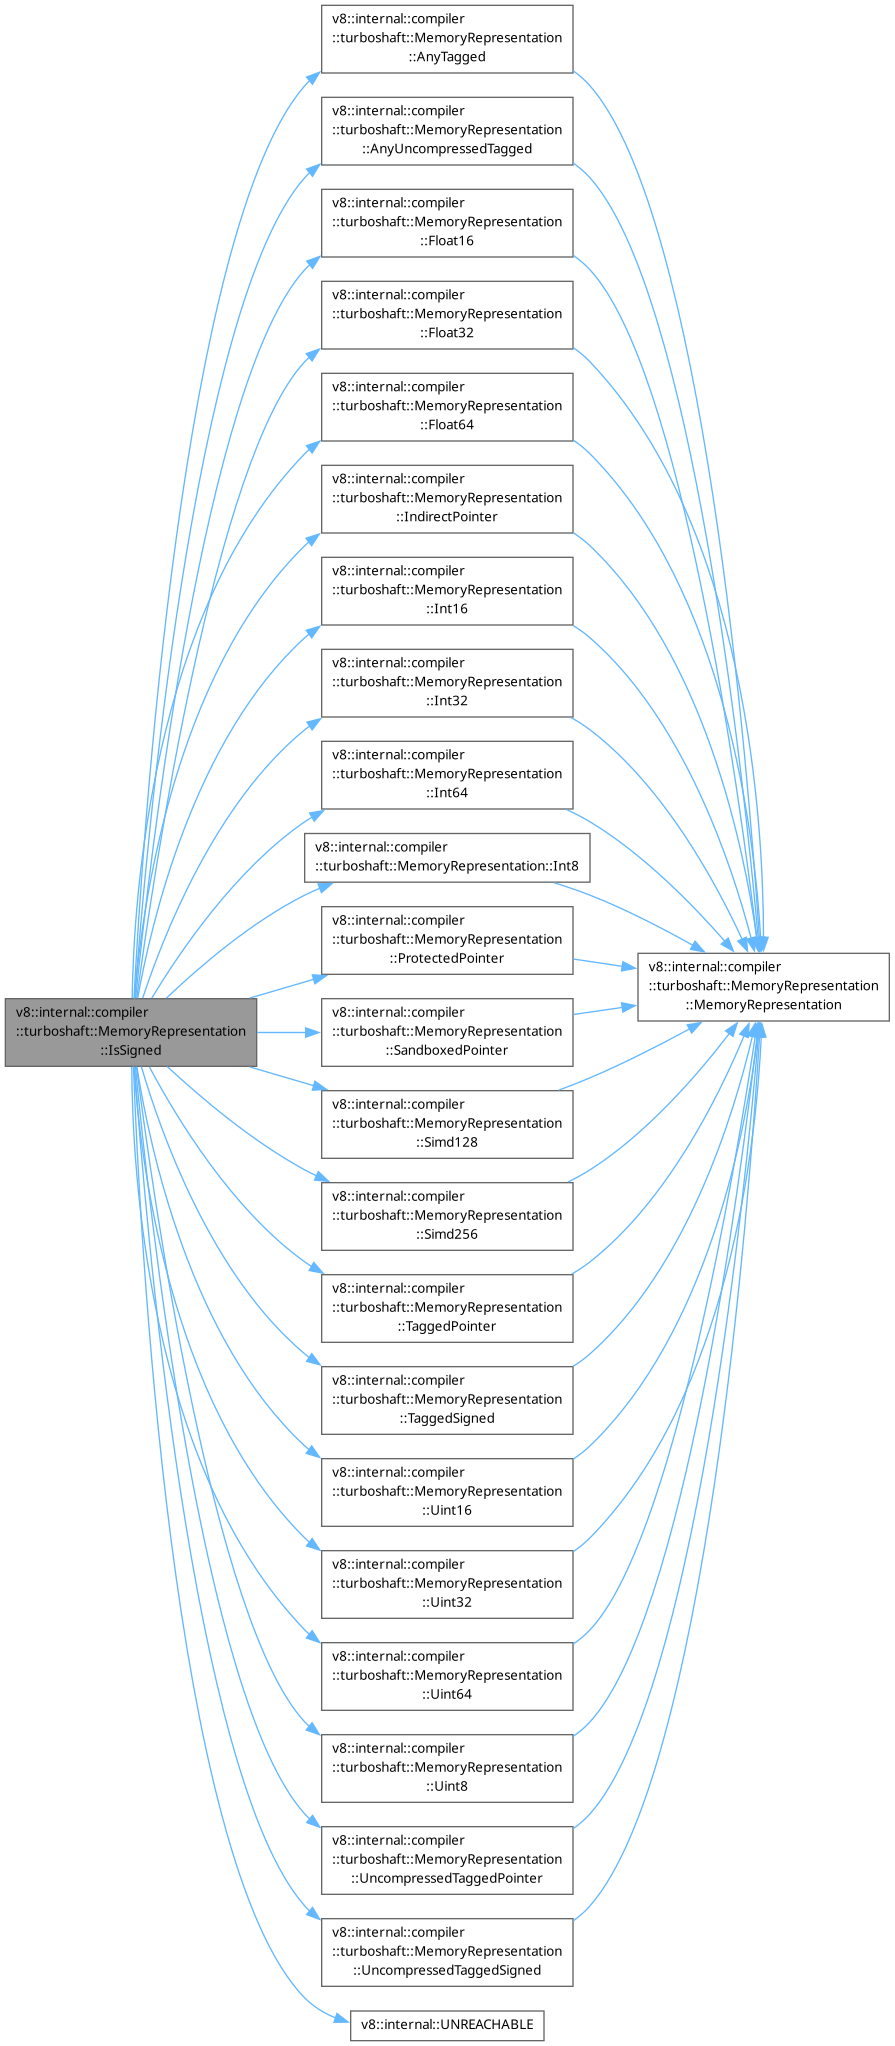 v8::internal::compiler
::turboshaft::MemoryRepresentation
::AnyTagged
v8::internal::compiler
::turboshaft::MemoryRepresentation
::AnyUncompressedTagged
v8::internal::compiler
::turboshaft::MemoryRepresentation
::Float16
v8::internal::compiler
::turboshaft::MemoryRepresentation
::Float32
v8::internal::compiler
::turboshaft::MemoryRepresentation
::Float64
v8::internal::compiler
::turboshaft::MemoryRepresentation
::IndirectPointer
v8::internal::compiler
::turboshaft::MemoryRepresentation
::Int16
v8::internal::compiler
::turboshaft::MemoryRepresentation
::Int32
v8::internal::compiler
::turboshaft::MemoryRepresentation
::Int64
v8::internal::compiler
::turboshaft::MemoryRepresentation::Int8
v8::internal::compiler
::turboshaft::MemoryRepresentation
::ProtectedPointer
v8::internal::compiler
::turboshaft::MemoryRepresentation
::MemoryRepresentation
v8::internal::compiler
::turboshaft::MemoryRepresentation
::IsSigned
v8::internal::compiler
::turboshaft::MemoryRepresentation
::SandboxedPointer
v8::internal::compiler
::turboshaft::MemoryRepresentation
::Simd128
v8::internal::compiler
::turboshaft::MemoryRepresentation
::Simd256
v8::internal::compiler
::turboshaft::MemoryRepresentation
::TaggedPointer
v8::internal::compiler
::turboshaft::MemoryRepresentation
::TaggedSigned
v8::internal::compiler
::turboshaft::MemoryRepresentation
::Uint16
v8::internal::compiler
::turboshaft::MemoryRepresentation
::Uint32
v8::internal::compiler
::turboshaft::MemoryRepresentation
::Uint64
v8::internal::compiler
::turboshaft::MemoryRepresentation
::Uint8
v8::internal::compiler
::turboshaft::MemoryRepresentation
::UncompressedTaggedPointer
v8::internal::compiler
::turboshaft::MemoryRepresentation
::UncompressedTaggedSigned
v8::internal::UNREACHABLE